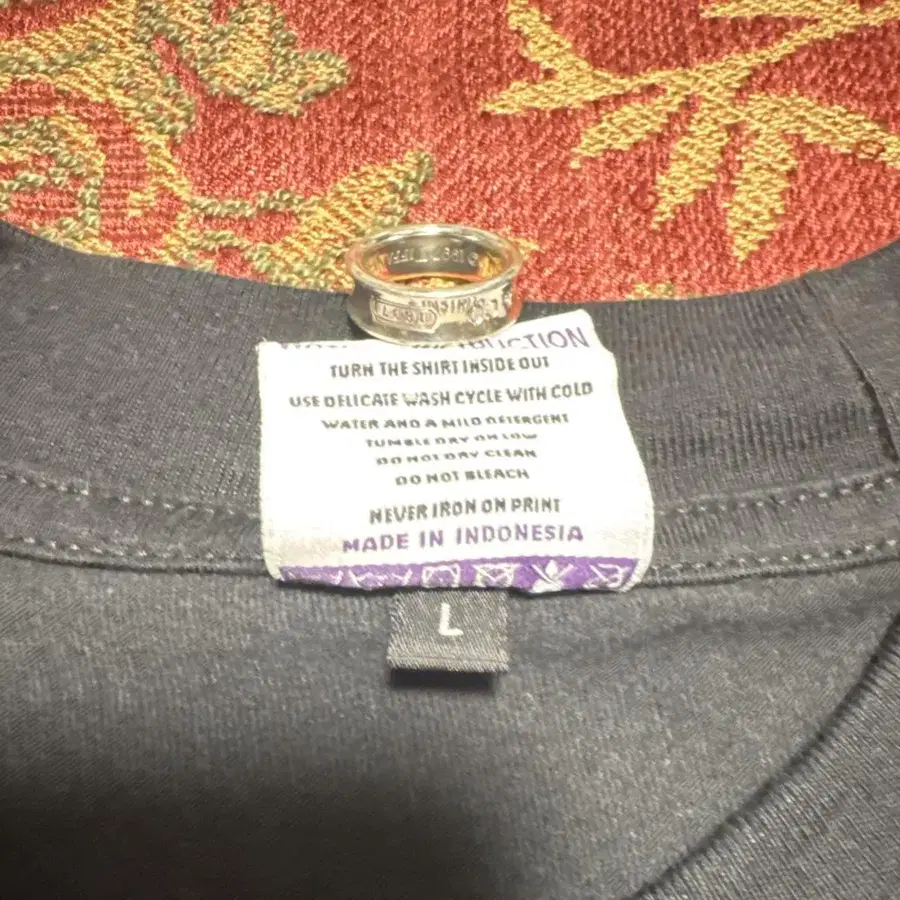 TURN THE SHIRT INSIDE OUT
USE DELICATE WASH CYCLE WITH COLD
WATER AND A MILD DETERGENT
TUMBLE DRY ON LOW
DO NOT DRY CLEAN
DO NOT BLEACH
NEVER IRON ON PRINT
MADE IN INDONESIA
L